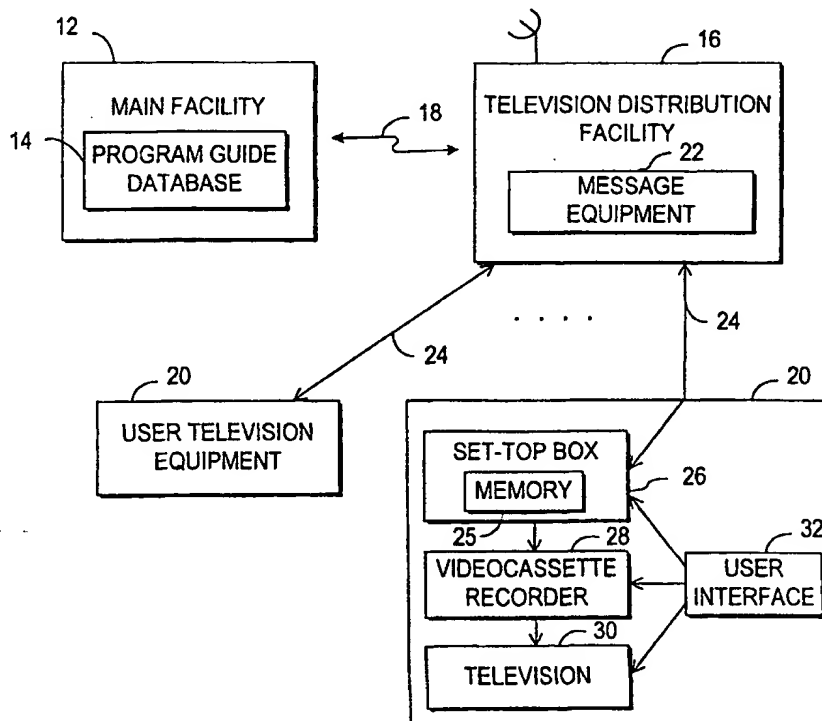 12
MAIN FACILITY
14
PROGRAM GUIDE
DATABASE
18
16
TELEVISION DISTRIBUTION
FACILITY
22
MESSAGE
EQUIPMENT
24
24
20
USER TELEVISION
EQUIPMENT
20
SET-TOP BOX
MEMORY
26
25
28
VIDEOCASSETTE
RECORDER
32
USER
INTERFACE
30
TELEVISION